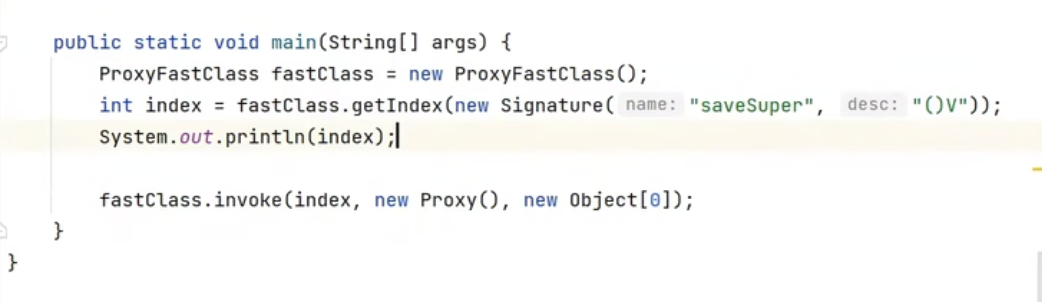 public static void main(String[] args) {
ProxyFastClass fastClass = new ProxyFastClass();
int index = fastClass.getIndex(new Signature( name: "saveSuper", desc: "()V"));
System.out.println(index);
fastClass.invoke(index, new Proxy(), new Object[0]);
}
}